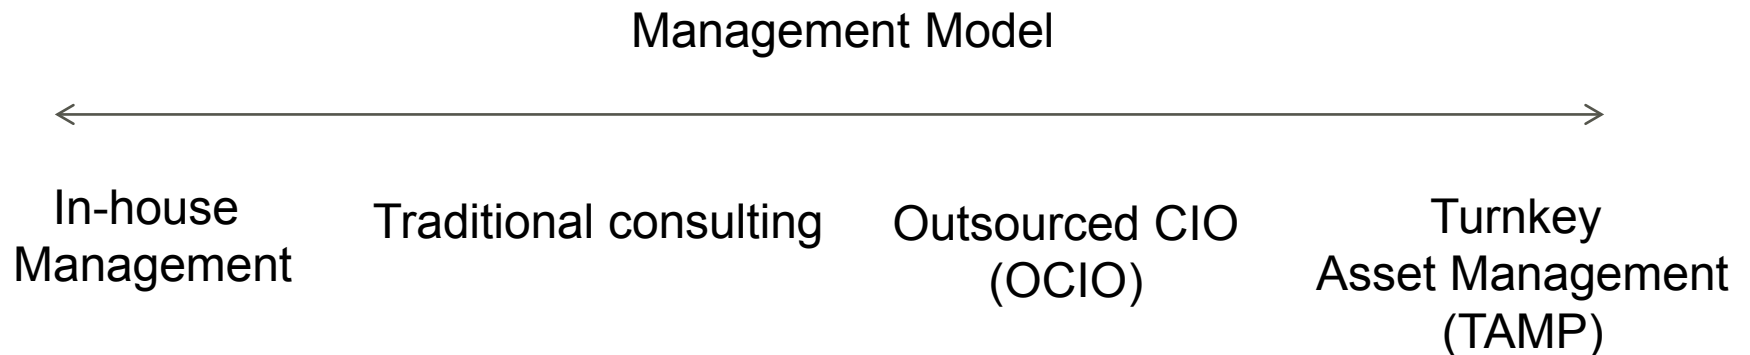 Management Model
In-house
Management
Traditional consulting
Outsourced CIO
(OCIO)
Turnkey
Asset Management
(TAMP)